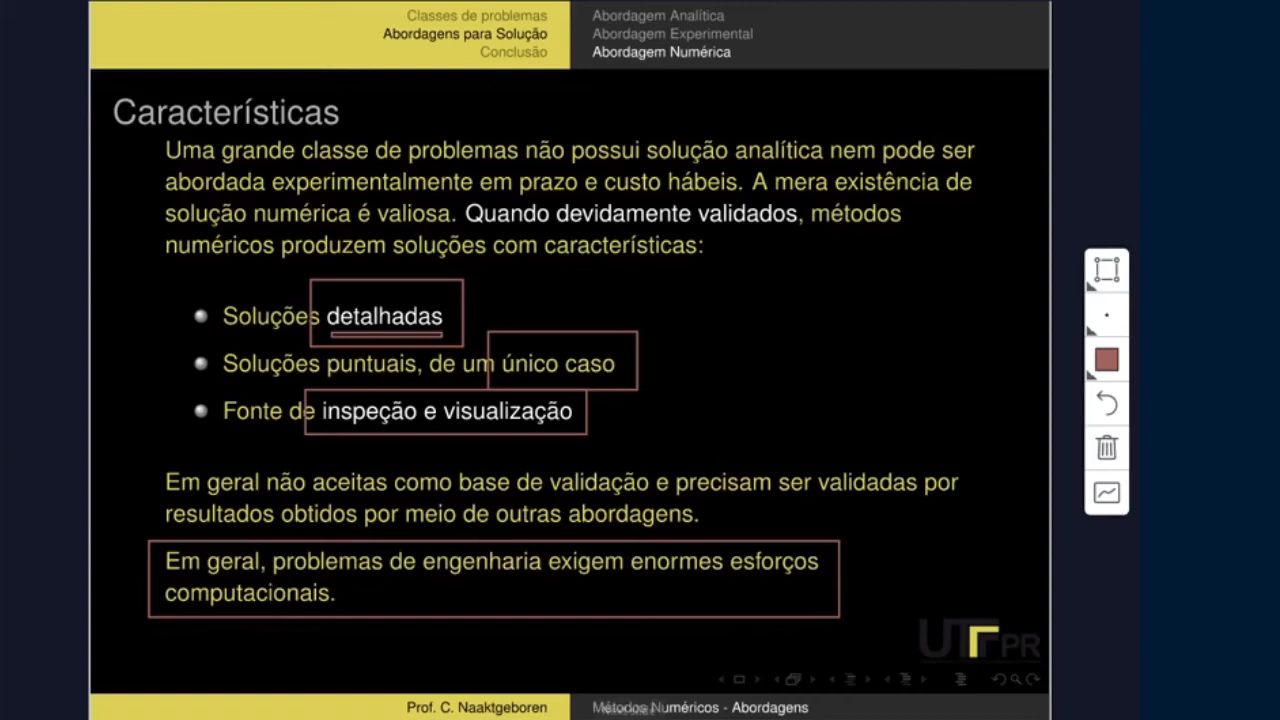 Classes de problemas
Abordagens para Solução
Conclusão
Abordagem Analítica
Abordagem Experimental
Abordagem Numérica
Características
Uma grande classe de problemas não possui solução analítica nem pode ser
abordada experimentalmente em prazo e custo hábeis. A mera existência de
solução numérica é valiosa. Quando devidamente validados, métodos
numéricos produzem soluções com características:
Soluções detalhadas
Soluções puntuais, de um único caso
Fonte de inspeção e visualização
Em geral não aceitas como base de validação e precisam ser validadas por
resultados obtidos por meio de outras abordagens.
Em geral, problemas de engenharia exigem enormes esforços
computacionais.
UTFPR
Prof. C. Naaktgeboren
Métodos Numéricos - Abordagens